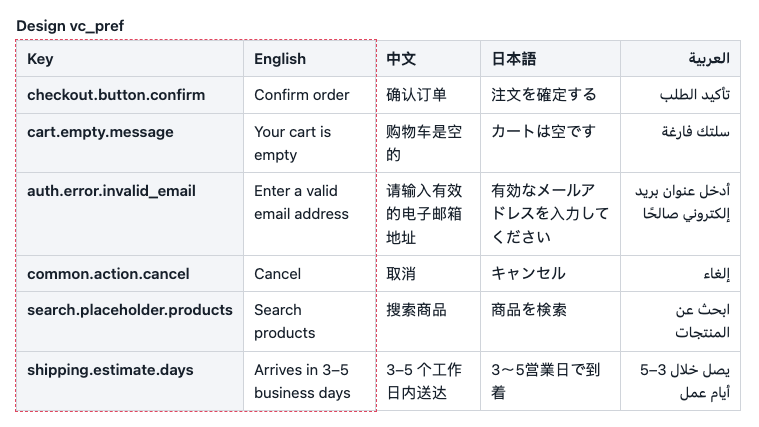 Design vc_pref
Key English 中文 日本語 العربية
checkout.button.confirm Confirm order 确认订单 注文を確定する تأكيد الطلب
cart.empty.message Your cart is 购物车是空 カートは空です سلتك فارغة
empty 的
auth.error.invalid_email Enter a valid 请输入有效 有効なメールア أدخل عنوان بريد
email address 的电子邮箱 ドレスを入力して إلكتروني صالحًا
地址 ください
common.action.cancel Cancel 取消 キャンセル إلغاء
search.placeholder.products Search 搜索商品 商品を検索 ابحث عن
products المنتجات
shipping.estimate.days Arrives in 3–5 3–5 个工作 3〜5営業日で到 يصل خلال 3–5
business days 日内送达 着 أيام عمل